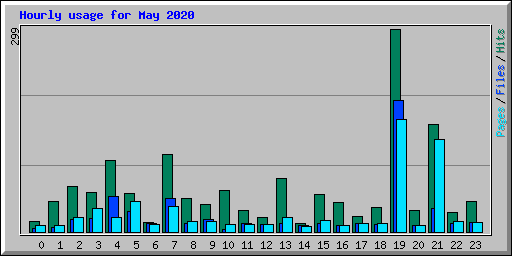 Hourly usage for May 2020
299
Pages/Files/Hits
0 1 2 3 4 5 6 7 8 9 10 11 12 13 14 15 16 17 18 19 20 21 22 23